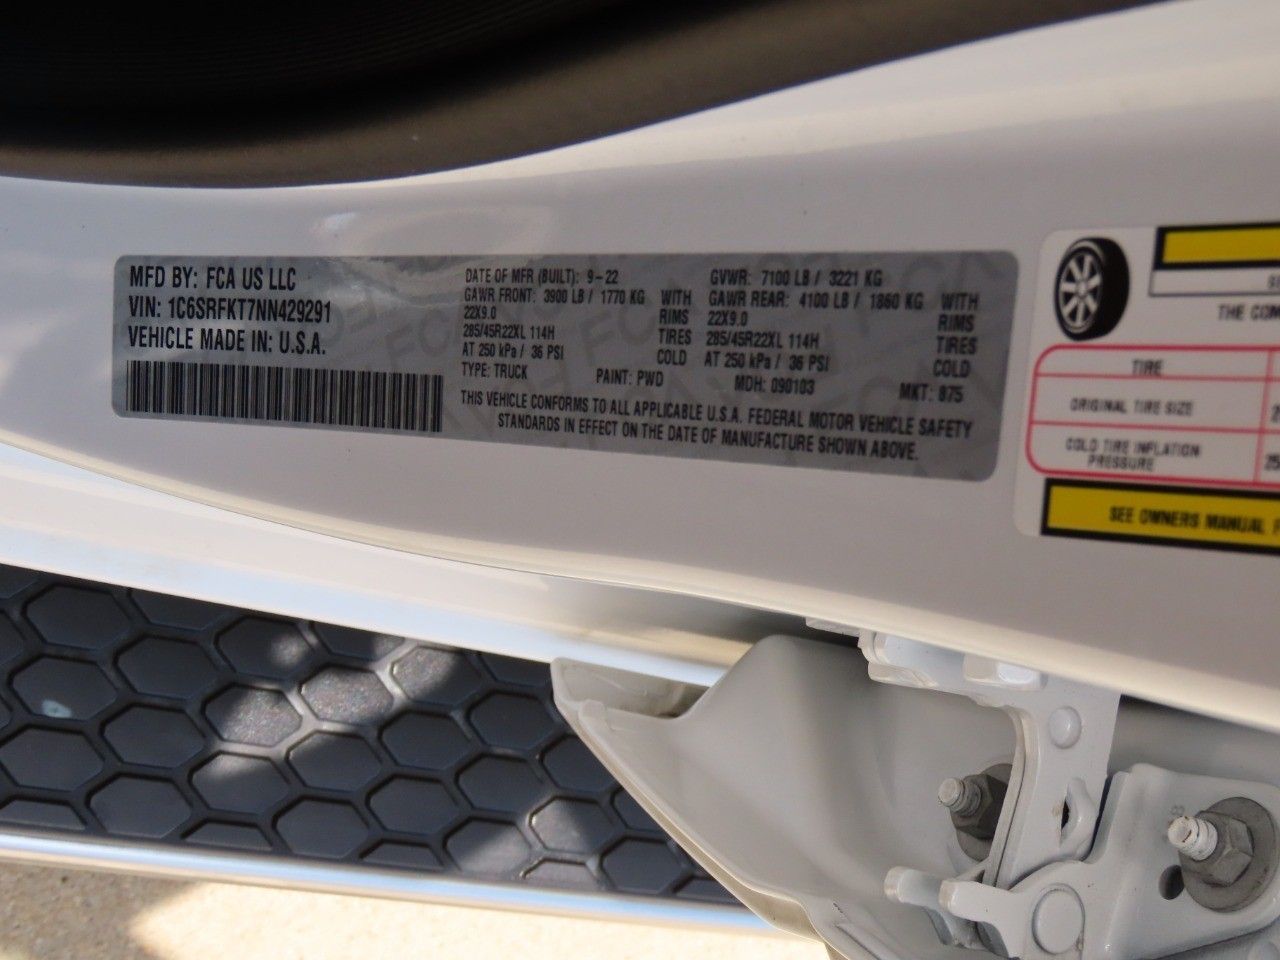 MFD BY: FCA US LLC
VIN: 1C6SRFKT7NN429291
VEHICLE MADE IN: U.S.A.
DATE OF MFR (BUILT): 9-22
GAWR FRONT: 3900 LB / 1770 KG WITH
22X9.0 RIMS
285/45R22XL 114H TIRES
AT 250 kPa / 36 PSI COLD
GVWR: 7100 LB / 3221 KG
GAWR REAR: 4100 LB / 1860 KG WITH
22X9.0 RIMS
285/45R22XL 114H TIRES
AT 250 kPa / 36 PSI COLD
TYPE: TRUCK PAINT: PWD MDH: 090103 MKT: 875
THIS VEHICLE CONFORMS TO ALL APPLICABLE U.S.A. FEDERAL MOTOR VEHICLE SAFETY
STANDARDS IN EFFECT ON THE DATE OF MANUFACTURE SHOWN ABOVE.
THE
TIRE
ORIGINAL TIRE SIZE
COLD TIRE INFLATION
PRESSURE
SEE OWNERS MANUAL